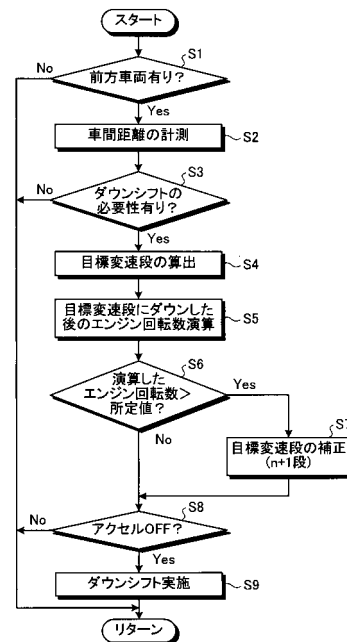 スタート
S1
No
前方車両有り?
Yes
車間距離の計測
S2
S3
No
ダウンシフトの
必要性有り?
Yes
目標変速段の算出
S4
目標変速段にダウンした
後のエンジン回転数演算
S5
S6
演算した
エンジン回転数>
所定値?
Yes
No
S7
目標変速段の補正
(n+1段)
S8
No
アクセルOFF?
Yes
ダウンシフト実施
S9
リターン